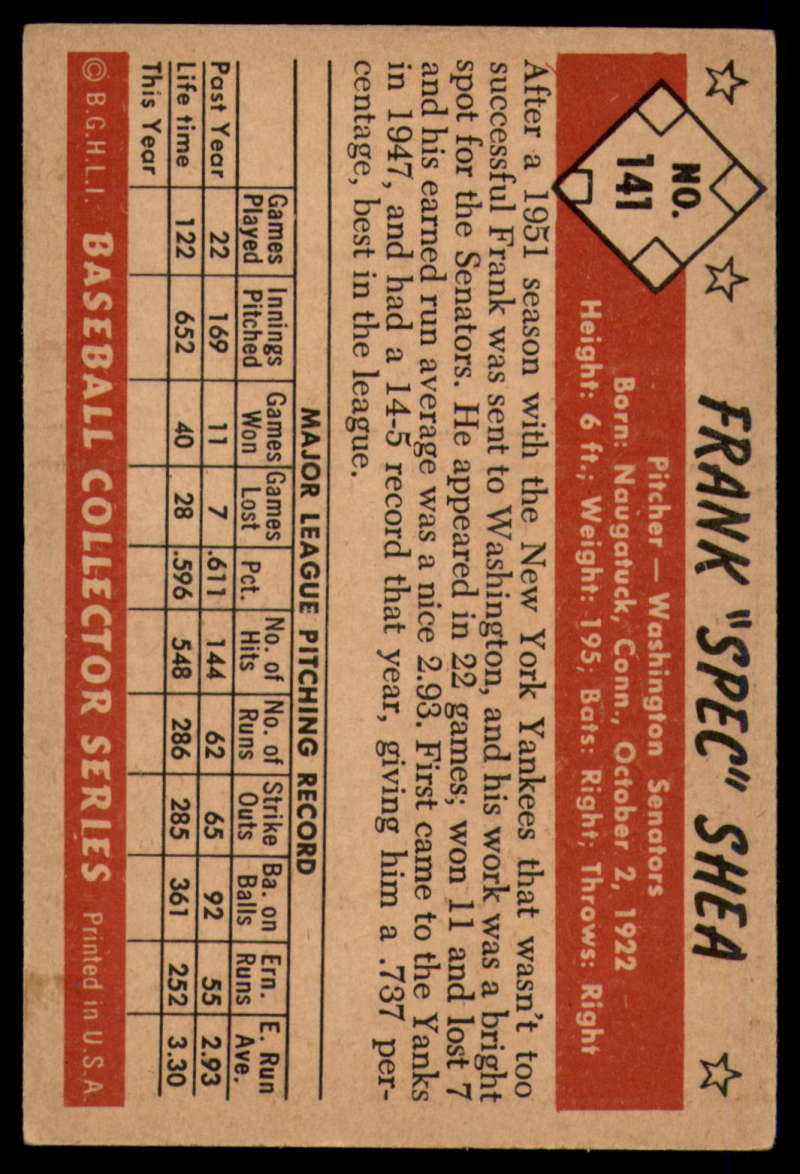 FRANK "SPEC" SHEA
NO.
141
Pitcher — Washington Senators
Born: Naugatuck, Conn., October 2, 1922
Height: 6 ft.; Weight: 195; Bats: Right; Throws: Right
After a 1951 season with the New York Yankees that wasn't too
successful Frank was sent to Washington, and his work was a bright
spot for the Senators. He appeared in 22 games; won 11 and lost 7
and his earned run average was a nice 2.93. First came to the Yanks
in 1947, and had a 14-5 record that year, giving him a .737 per-
centage, best in the league.
MAJOR LEAGUE PITCHING RECORD
Games Played Innings Pitched Games Won Games Lost Pct. No. of Hits No. of Runs Strike Outs Ba. on Balls Ern. Runs E. Run Ave.
Past Year 22 169 11 7 .611 144 62 65 92 55 2.93
Life time 122 652 40 28 .596 548 286 285 361 252 3.30
This Year
© B.G.H.L.I. BASEBALL COLLECTOR SERIES Printed in U.S.A.